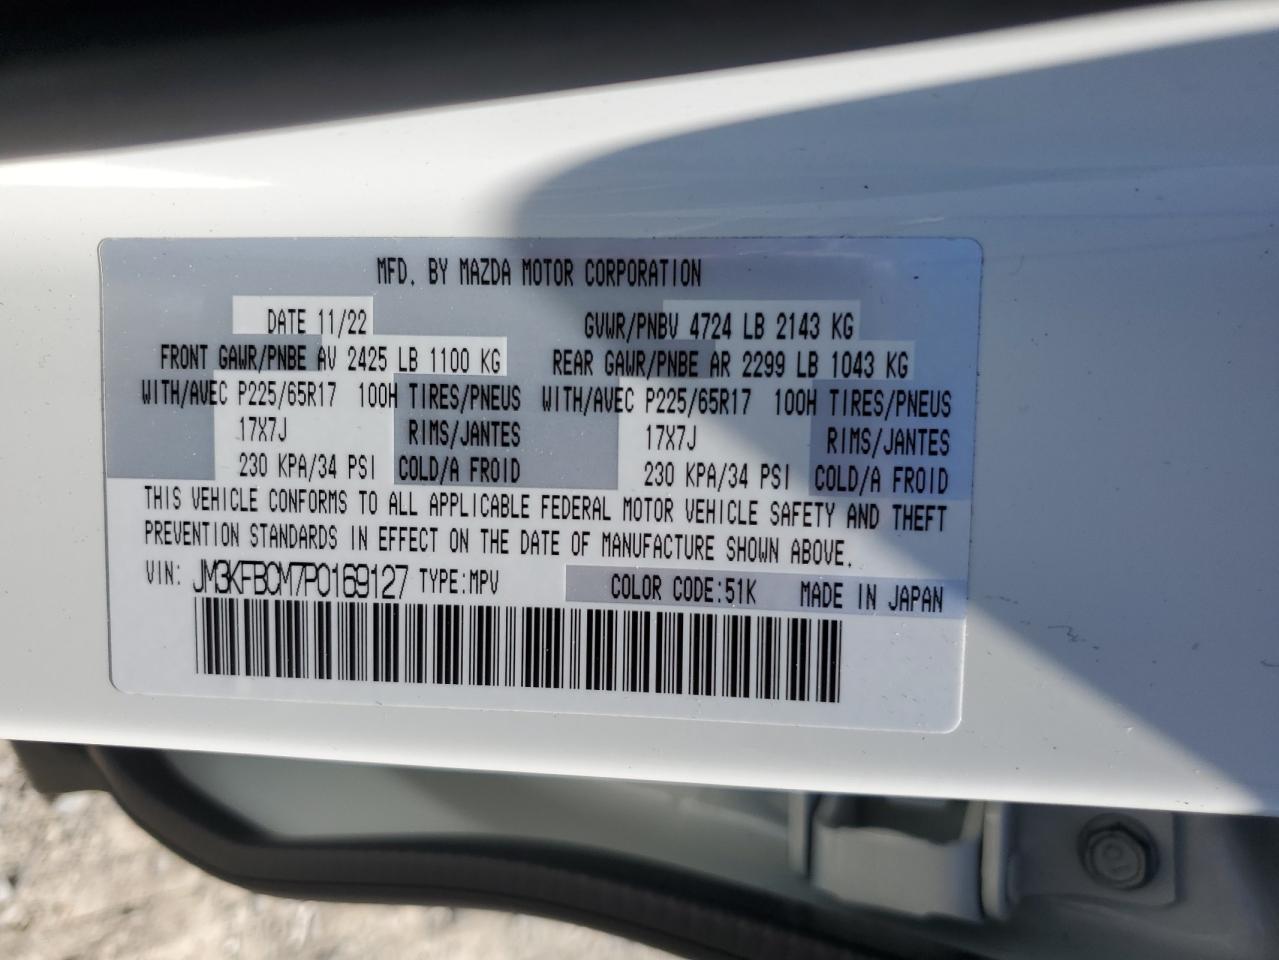 MFD. BY MAZDA MOTOR CORPORATION
DATE 11/22 GVWR/PNBV 4724 LB 2143 KG
FRONT GAWR/PNBE AV 2425 LB 1100 KG REAR GAWR/PNBE AR 2299 LB 1043 KG
WITH/AVEC P225/65R17 100H TIRES/PNEUS WITH/AVEC P225/65R17 100H TIRES/PNEUS
17X7J RIMS/JANTES 17X7J RIMS/JANTES
230 KPA/34 PSI COLD/A FROID 230 KPA/34 PSI COLD/A FROID
THIS VEHICLE CONFORMS TO ALL APPLICABLE FEDERAL MOTOR VEHICLE SAFETY AND THEFT
PREVENTION STANDARDS IN EFFECT ON THE DATE OF MANUFACTURE SHOWN ABOVE.
VIN: JM3KFBCM7P0169127 TYPE:MPV COLOR CODE:51K MADE IN JAPAN